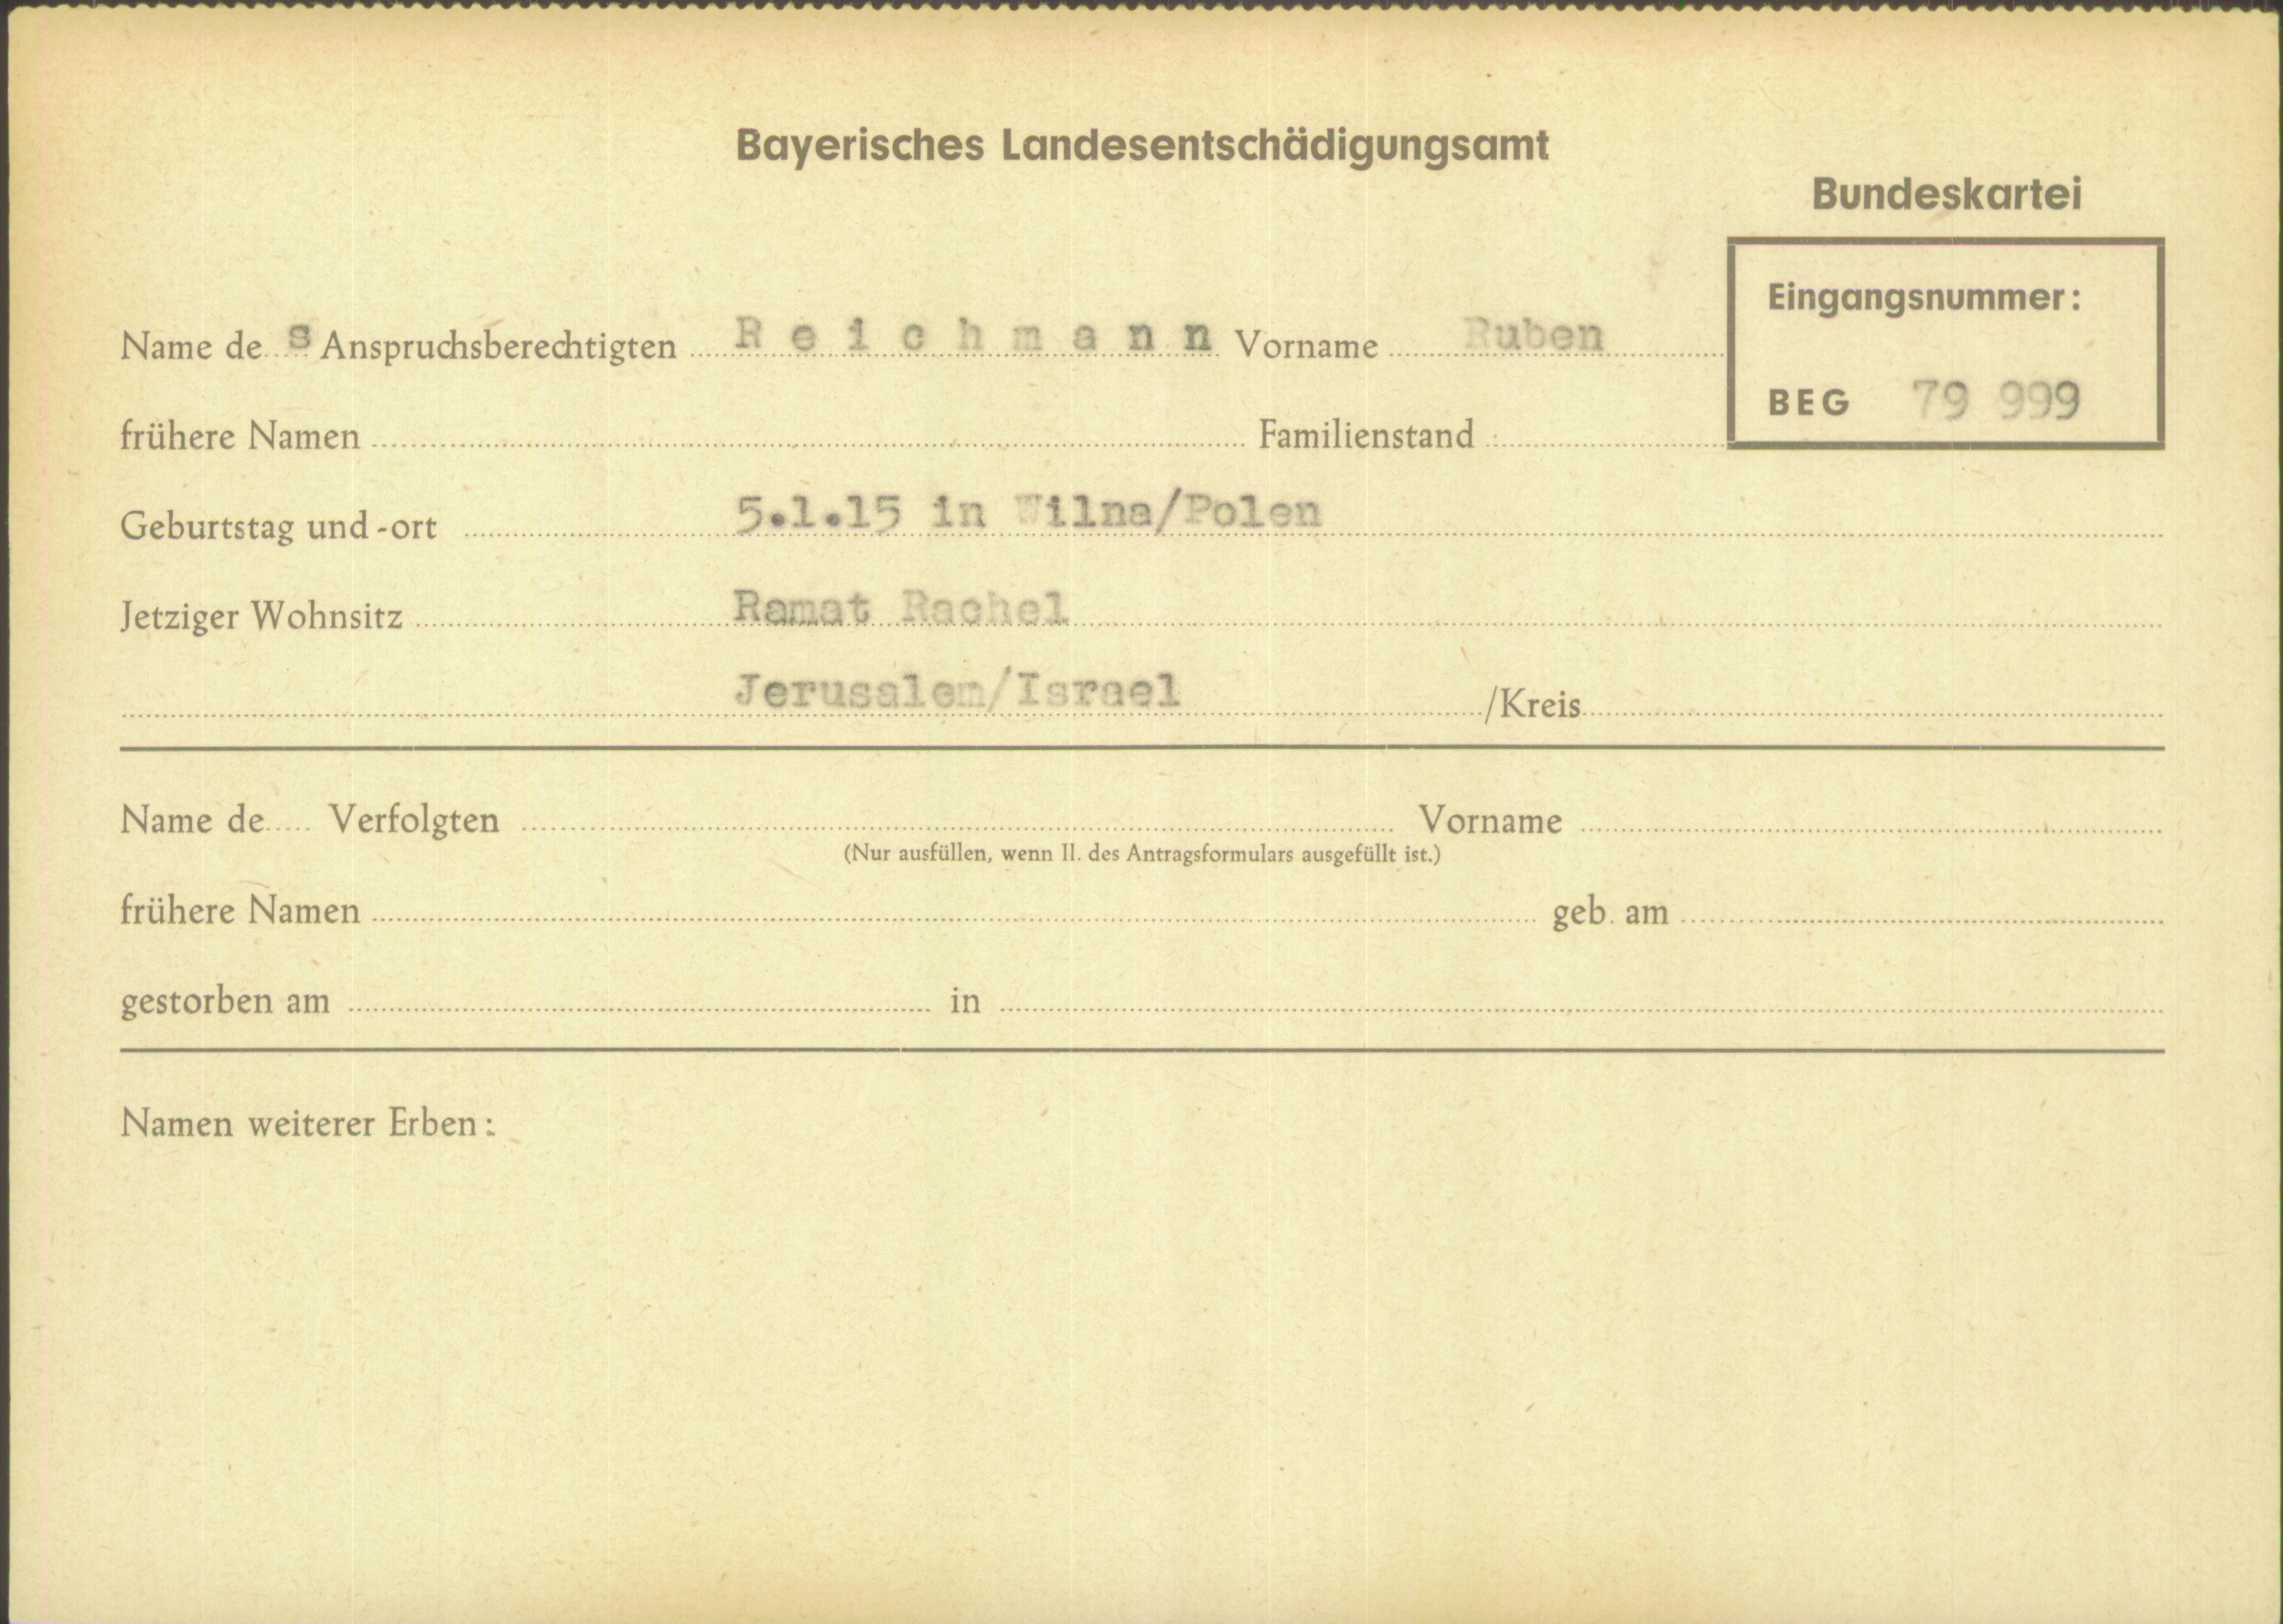 Bayerisches Landesentschädigungsamt
Bundeskartei
Eingangsnummer:
BEG 79 999
Name des Anspruchsberechtigten R e i c h m a n n Vorname Ruben
frühere Namen Familienstand
Geburtstag und -ort 5.1.15 in Wilna/Polen
Jetziger Wohnsitz Ramat Rachel
Jerusalem/Israel /Kreis
Name de Verfolgten Vorname
(Nur ausfüllen, wenn II. des Antragsformulars ausgefüllt ist.)
frühere Namen geb. am
gestorben am in
Namen weiterer Erben: